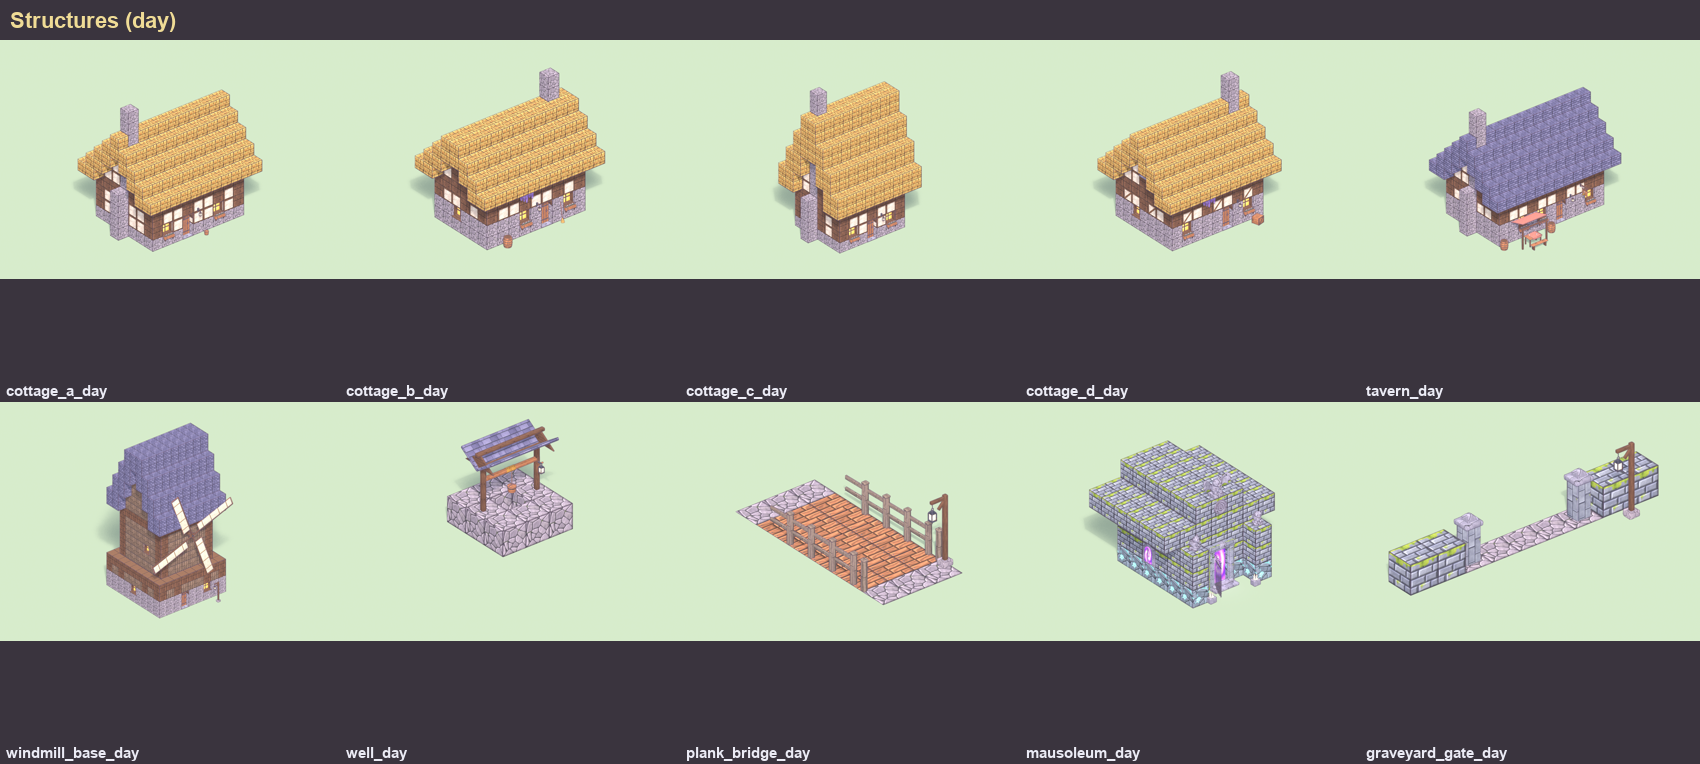 Structures (day)
cottage_a_day
cottage_b_day
cottage_c_day
cottage_d_day
tavern_day
windmill_base_day
well_day
plank_bridge_day
mausoleum_day
graveyard_gate_day